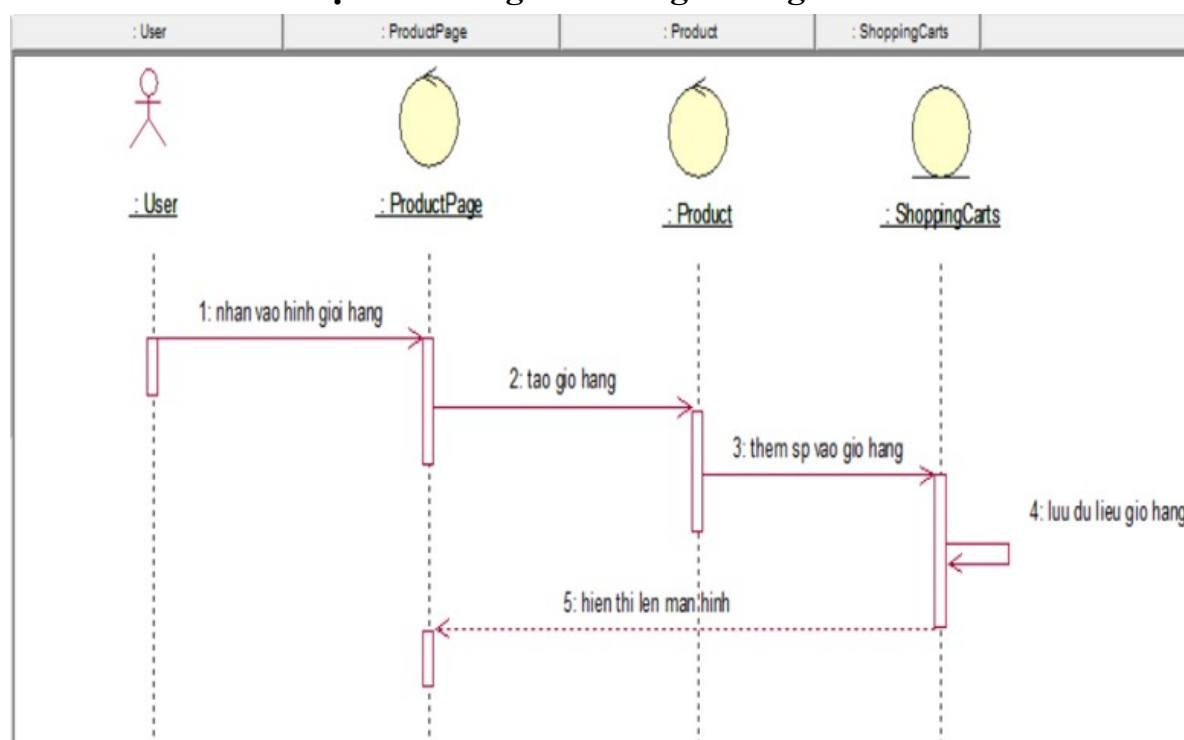 : User
: ProductPage
: Product
: ShoppingCarts
: User
: ProductPage
: Product
: ShoppingCarts
1: nhan vao hinh gioi hang
2: tao gio hang
3: them sp vao gio hang
4: luu du lieu gio hang
5: hien thi len man hinh